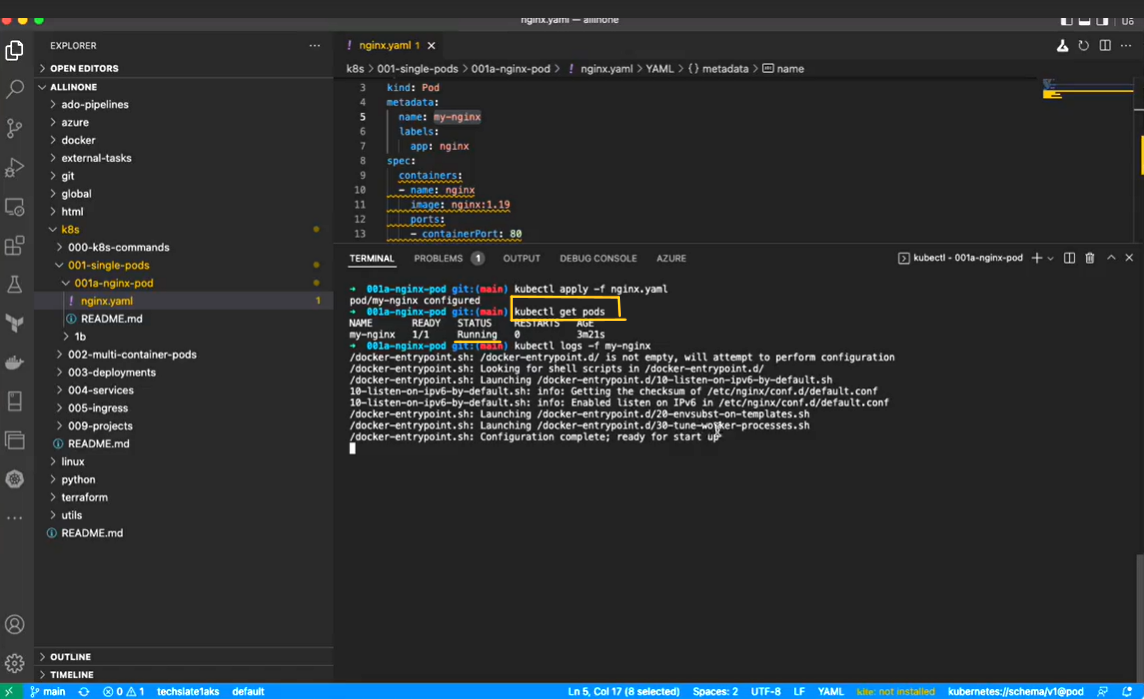 nginx.yaml — allinone
EXPLORER
OPEN EDITORS
ALLINONE
ado-pipelines
azure
docker
external-tasks
git
global
html
k8s
000-k8s-commands
001-single-pods
001a-nginx-pod
! nginx.yaml 1
README.md
1b
002-multi-container-pods
003-deployments
004-services
005-ingress
009-projects
README.md
linux
python
terraform
utils
README.md
OUTLINE
TIMELINE
! nginx.yaml 1 ×
k8s > 001-single-pods > 001a-nginx-pod > ! nginx.yaml > YAML > {} metadata > name
3 kind: Pod
4 metadata:
5 name: my-nginx
6 labels:
7 app: nginx
8 spec:
9 containers:
10 - name: nginx
11 image: nginx:1.19
12 ports:
13 - containerPort: 80
TERMINAL PROBLEMS 1 OUTPUT DEBUG CONSOLE AZURE kubectl - 001a-nginx-pod
➜ 001a-nginx-pod git:(main) kubectl apply -f nginx.yaml
pod/my-nginx configured
➜ 001a-nginx-pod git:(main) kubectl get pods
NAME READY STATUS RESTARTS AGE
my-nginx 1/1 Running 0 3m21s
➜ 001a-nginx-pod git:(main) kubectl logs -f my-nginx
/docker-entrypoint.sh: /docker-entrypoint.d/ is not empty, will attempt to perform configuration
/docker-entrypoint.sh: Looking for shell scripts in /docker-entrypoint.d/
/docker-entrypoint.sh: Launching /docker-entrypoint.d/10-listen-on-ipv6-by-default.sh
10-listen-on-ipv6-by-default.sh: info: Getting the checksum of /etc/nginx/conf.d/default.conf
10-listen-on-ipv6-by-default.sh: info: Enabled listen on IPv6 in /etc/nginx/conf.d/default.conf
/docker-entrypoint.sh: Launching /docker-entrypoint.d/20-envsubst-on-templates.sh
/docker-entrypoint.sh: Launching /docker-entrypoint.d/30-tune-worker-processes.sh
/docker-entrypoint.sh: Configuration complete; ready for start up
main 0 1 techslate1aks default Ln 5, Col 17 (8 selected) Spaces: 2 UTF-8 LF YAML kite: not installed kubernetes://schema/v1@pod